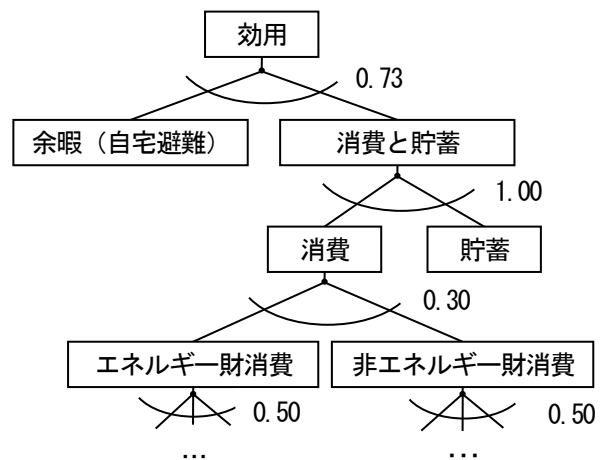 効用
0.73
余暇（自宅避難）
消費と貯蓄
1.00
消費
貯蓄
0.30
エネルギー財消費
非エネルギー財消費
0.50
0.50
...
...